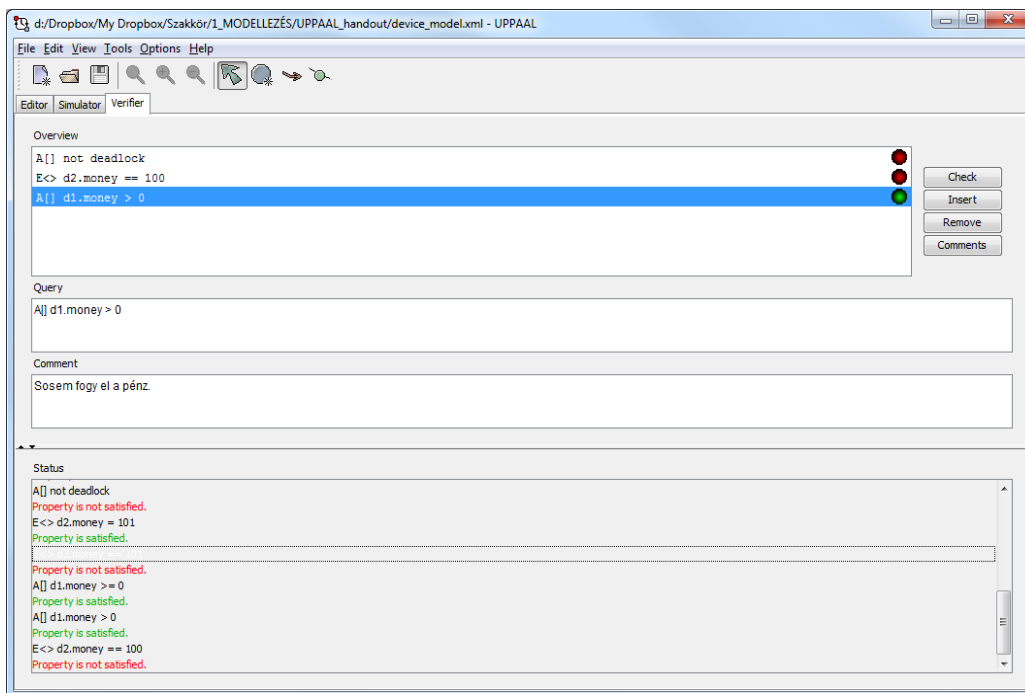 d:/Dropbox/My Dropbox/Szakkör/1_MODELLEZÉS/UPPAAL_handout/device_model.xml - UPPAAL
File Edit View Tools Options Help
Editor Simulator Verifier
Overview
A[] not deadlock
E<> d2.money == 100
A[] d1.money > 0
Check
Insert
Remove
Comments
Query
A[] d1.money > 0
Comment
Sosem fogy el a pénz.
Status
A[] not deadlock
Property is not satisfied.
E<> d2.money = 101
Property is satisfied.
Property is not satisfied.
A[] d1.money >= 0
Property is satisfied.
A[] d1.money > 0
Property is satisfied.
E<> d2.money == 100
Property is not satisfied.